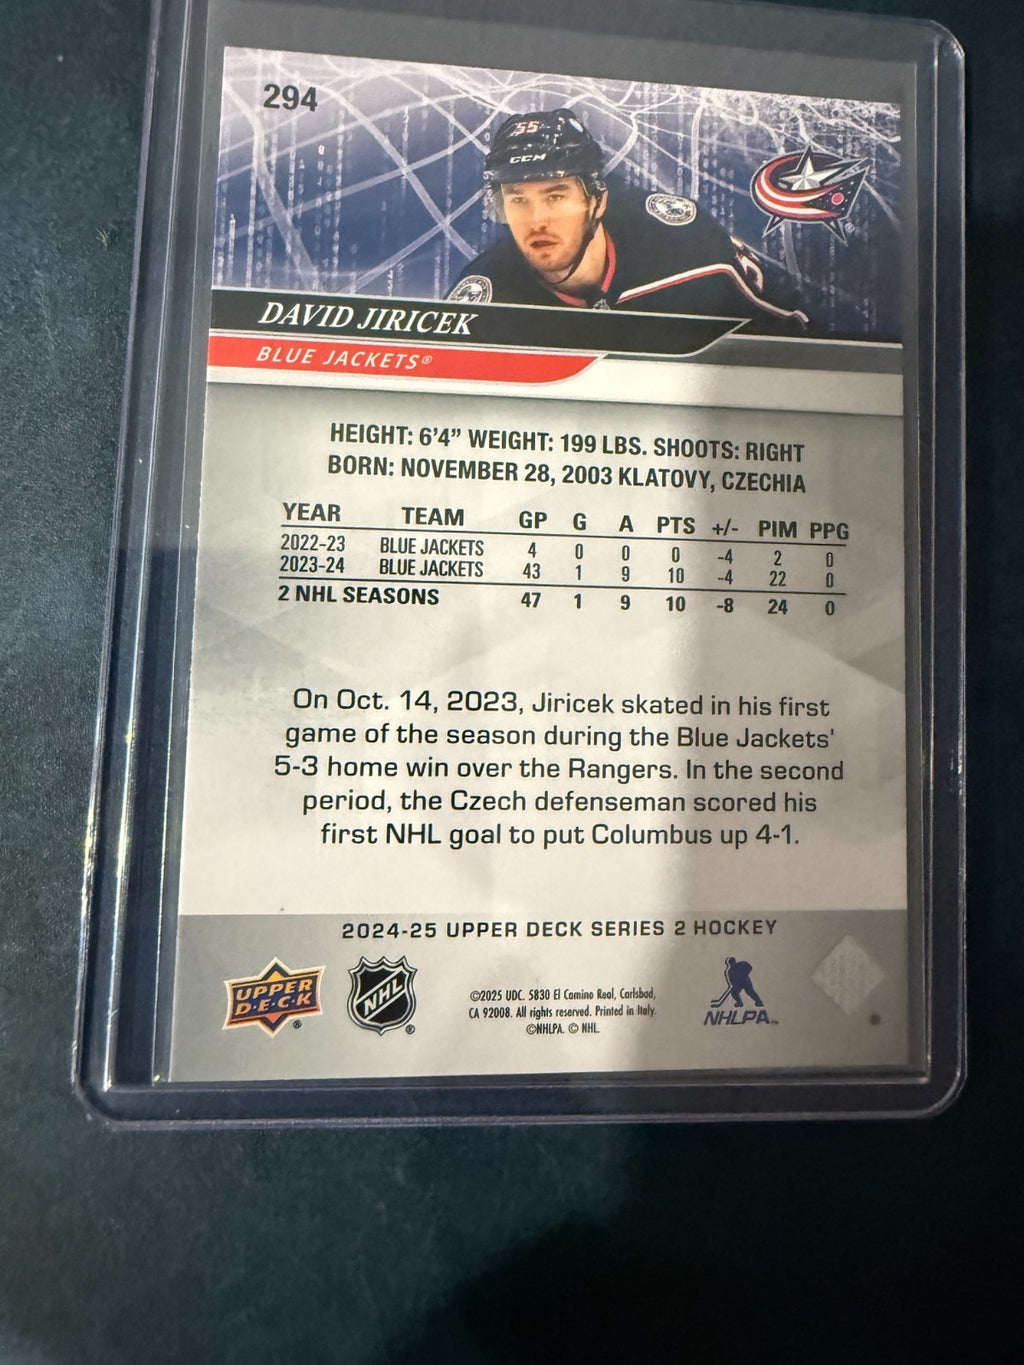 294
55
CCM
DAVID JIRICEK
BLUE JACKETS®
HEIGHT: 6'4" WEIGHT: 199 LBS. SHOOTS: RIGHT
BORN: NOVEMBER 28, 2003 KLATOVY, CZECHIA
YEAR TEAM GP G A PTS +/- PIM PPG
2022-23 BLUE JACKETS 4 0 0 0 -4 2 0
2023-24 BLUE JACKETS 43 1 9 10 -4 22 0
2 NHL SEASONS 47 1 9 10 -8 24 0
On Oct. 14, 2023, Jiricek skated in his first
game of the season during the Blue Jackets'
5-3 home win over the Rangers. In the second
period, the Czech defenseman scored his
first NHL goal to put Columbus up 4-1.
2024-25 UPPER DECK SERIES 2 HOCKEY
UPPER
D·E·C·K®
NHL®
©2025 UDC. 5830 El Camino Real, Carlsbad,
CA 92008. All rights reserved. Printed in Italy.
©NHLPA. © NHL.
NHLPA™